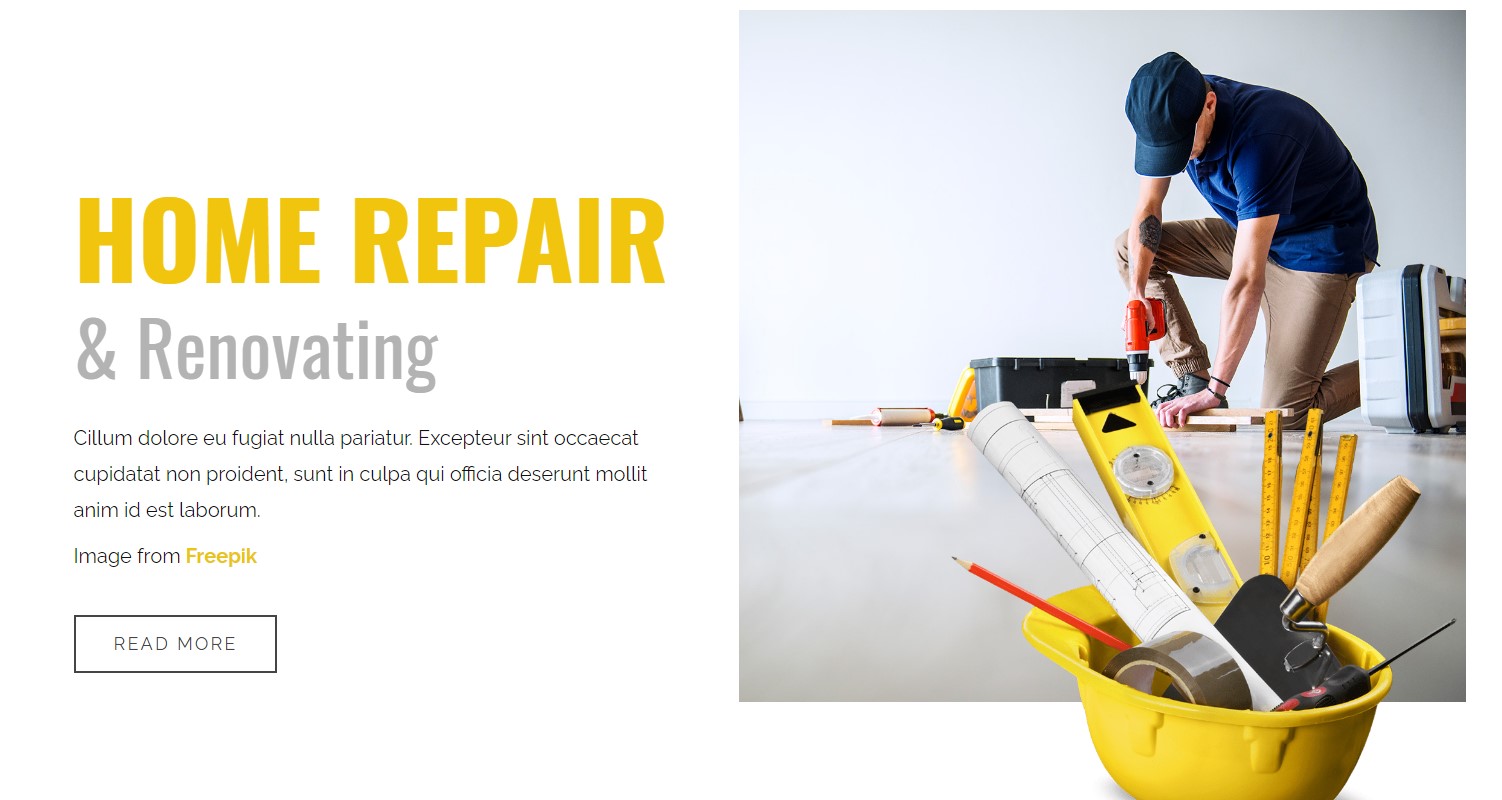 HOME REPAIR
& Renovating
Cillum dolore eu fugiat nulla pariatur. Excepteur sint occaecat
cupidatat non proident, sunt in culpa qui officia deserunt mollit
anim id est laborum.
Image from Freepik
READ MORE